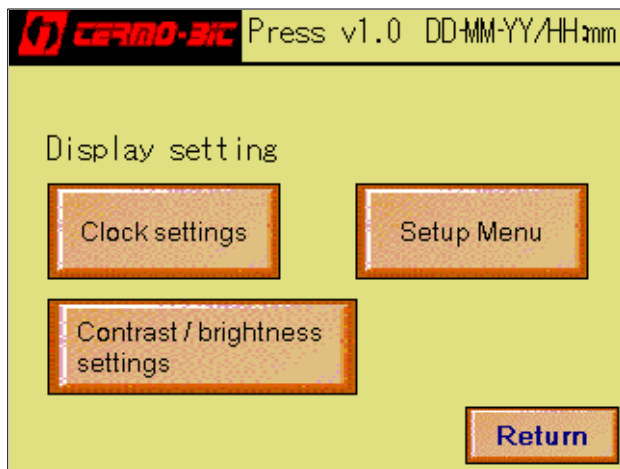 TERMO-BIT Press v1.0 DD-MM-YY/HH:mm
Display setting
Clock settings
Setup Menu
Contrast / brightness
settings
Return